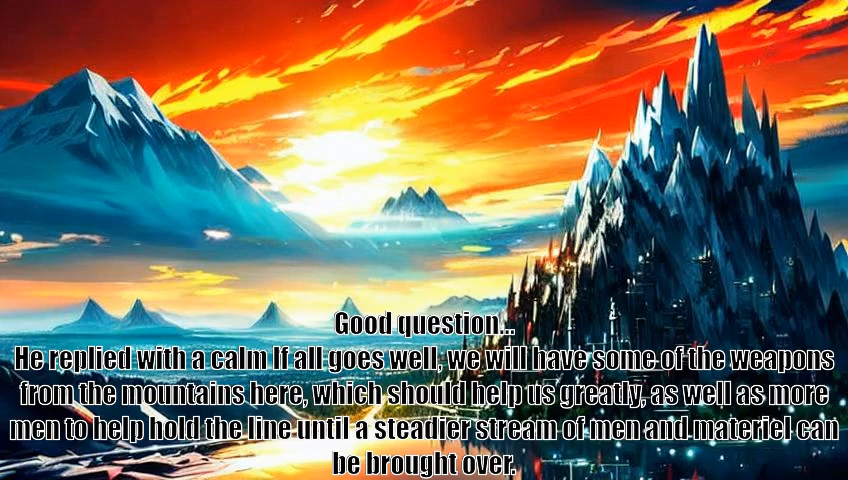 Good question...
He replied with a calm If all goes well, we will have some of the weapons
from the mountains here, which should help us greatly, as well as more
men to help hold the line until a steadier stream of men and materiel can
be brought over.